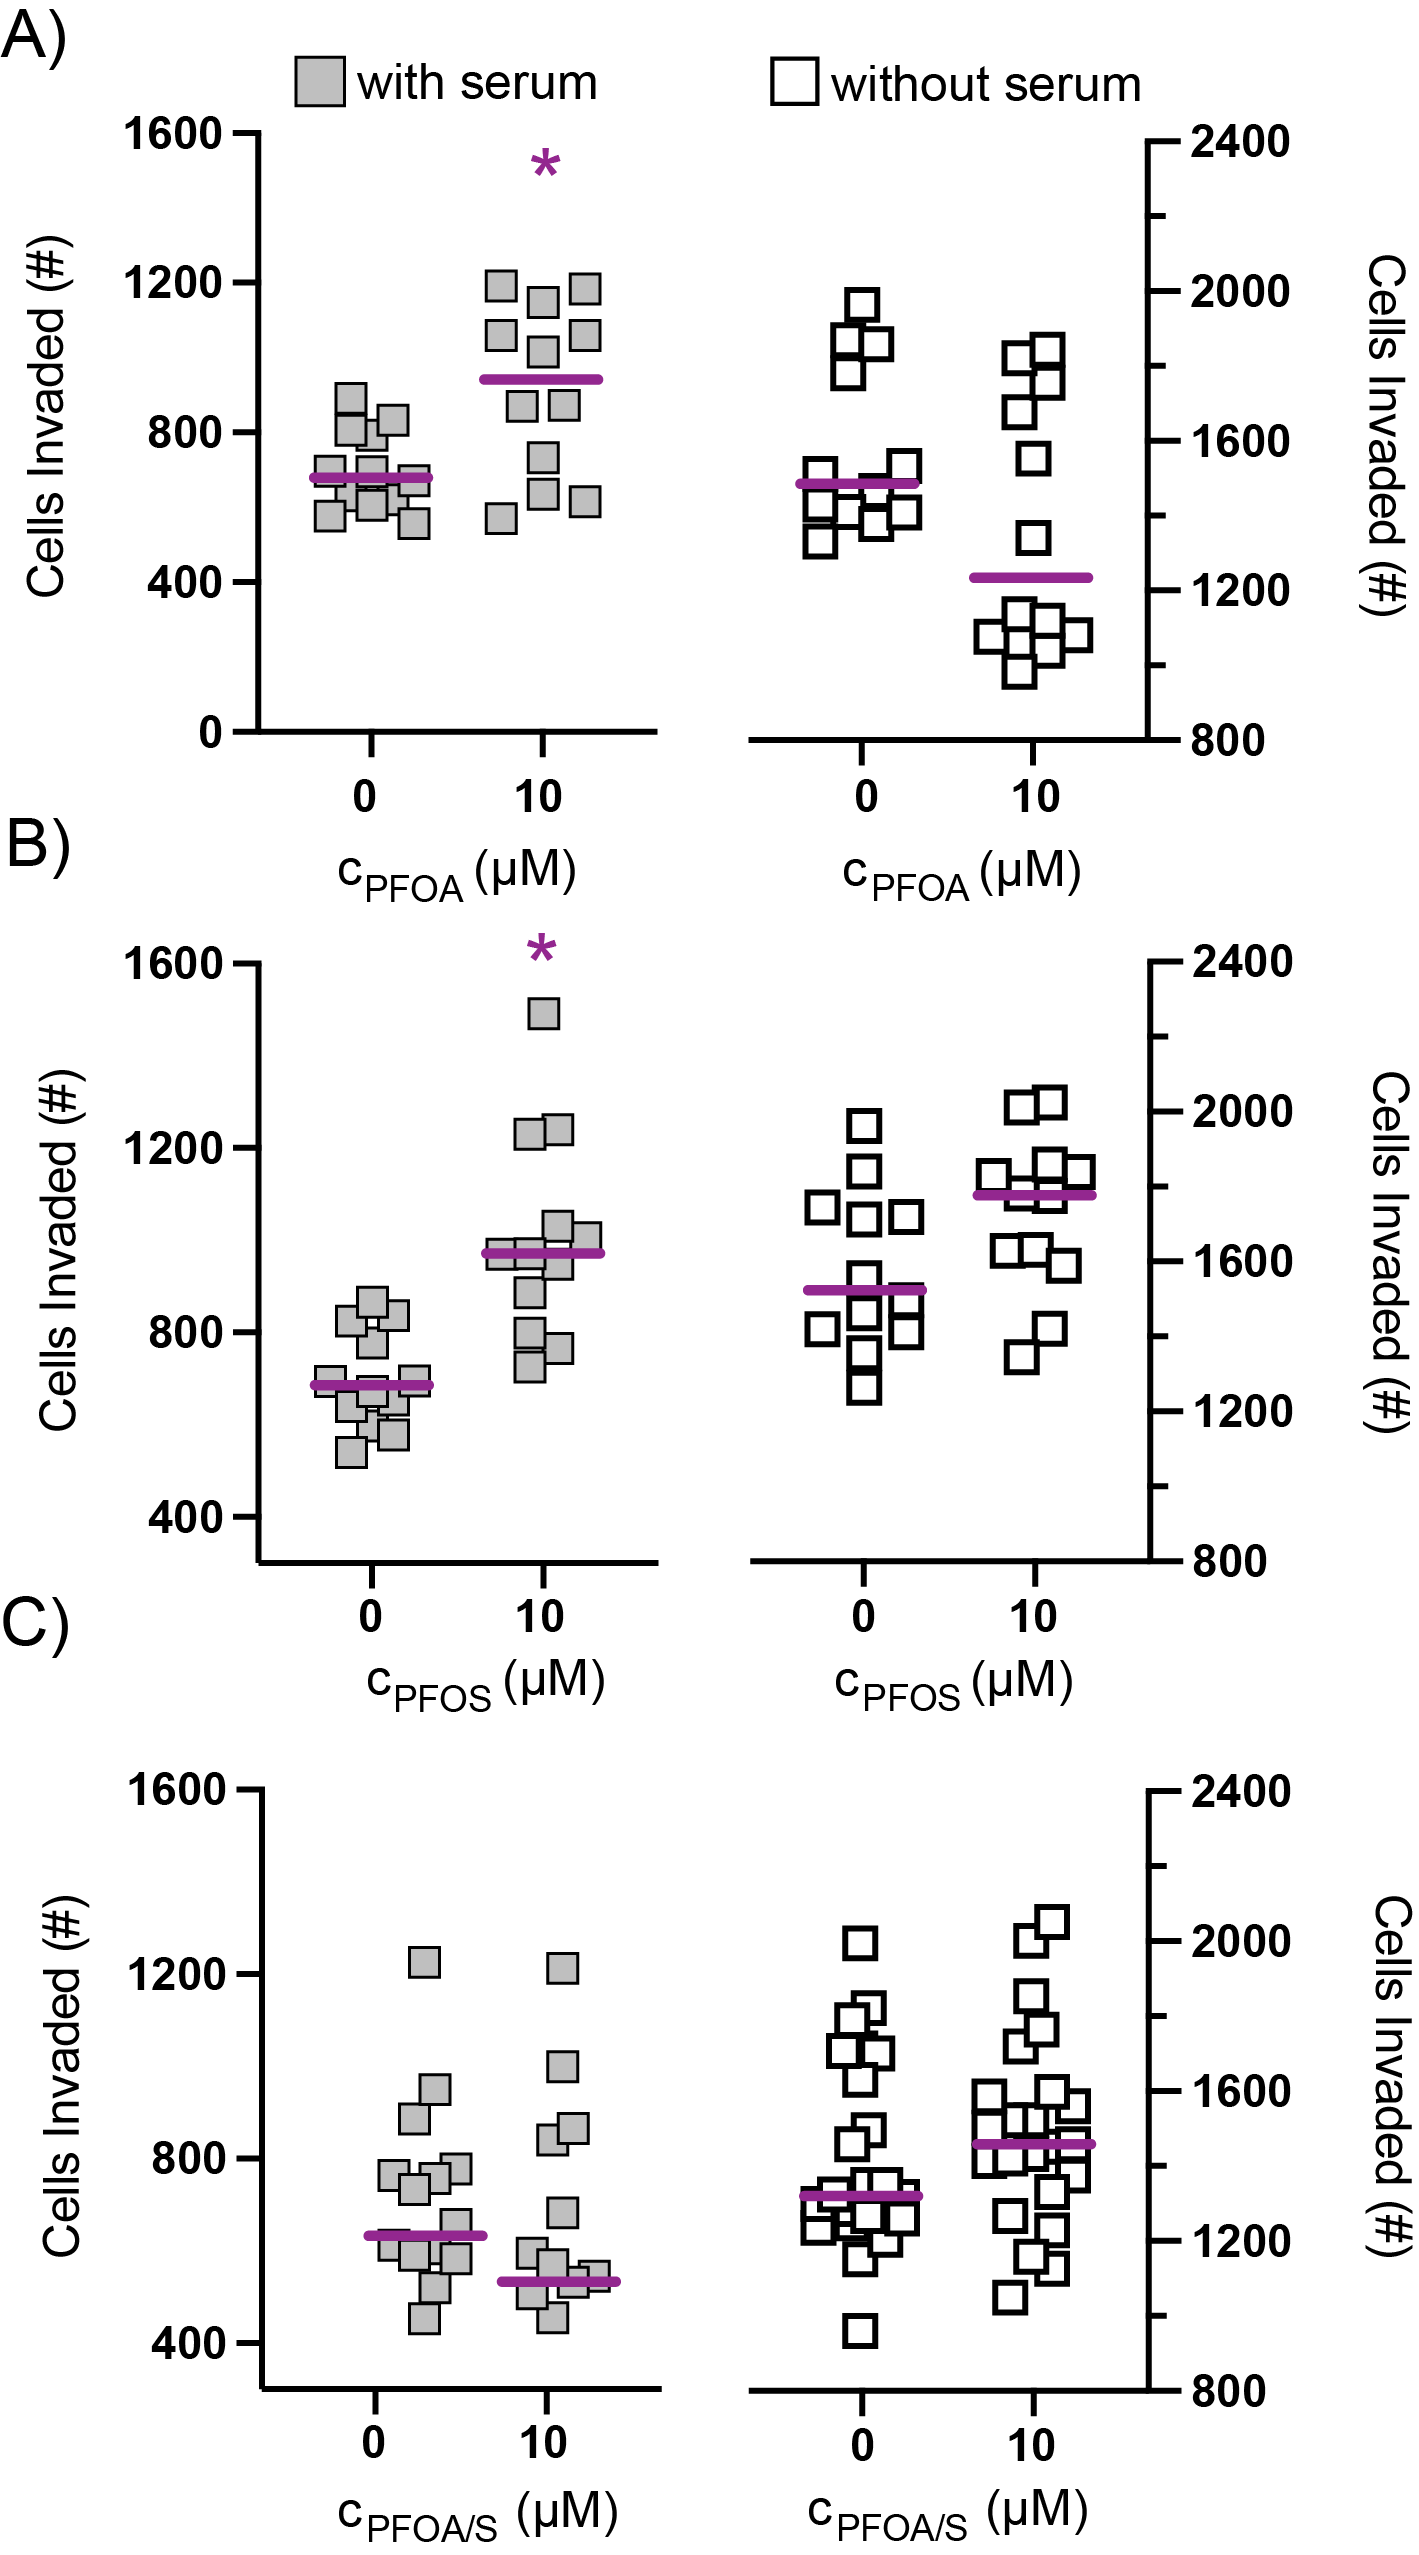 A)
with serum
without serum
1600
1200
800
400
0
Cells Invaded (#)
*
0
10
cPFOA (µM)
2400
2000
1600
1200
800
Cells Invaded (#)
0
10
cPFOA (µM)
B)
1600
1200
800
400
Cells Invaded (#)
*
0
10
cPFOS (µM)
2400
2000
1600
1200
800
Cells Invaded (#)
0
10
cPFOS (µM)
C)
1600
1200
800
400
Cells Invaded (#)
0
10
cPFOA/S (µM)
2400
2000
1600
1200
800
Cells Invaded (#)
0
10
cPFOA/S (µM)